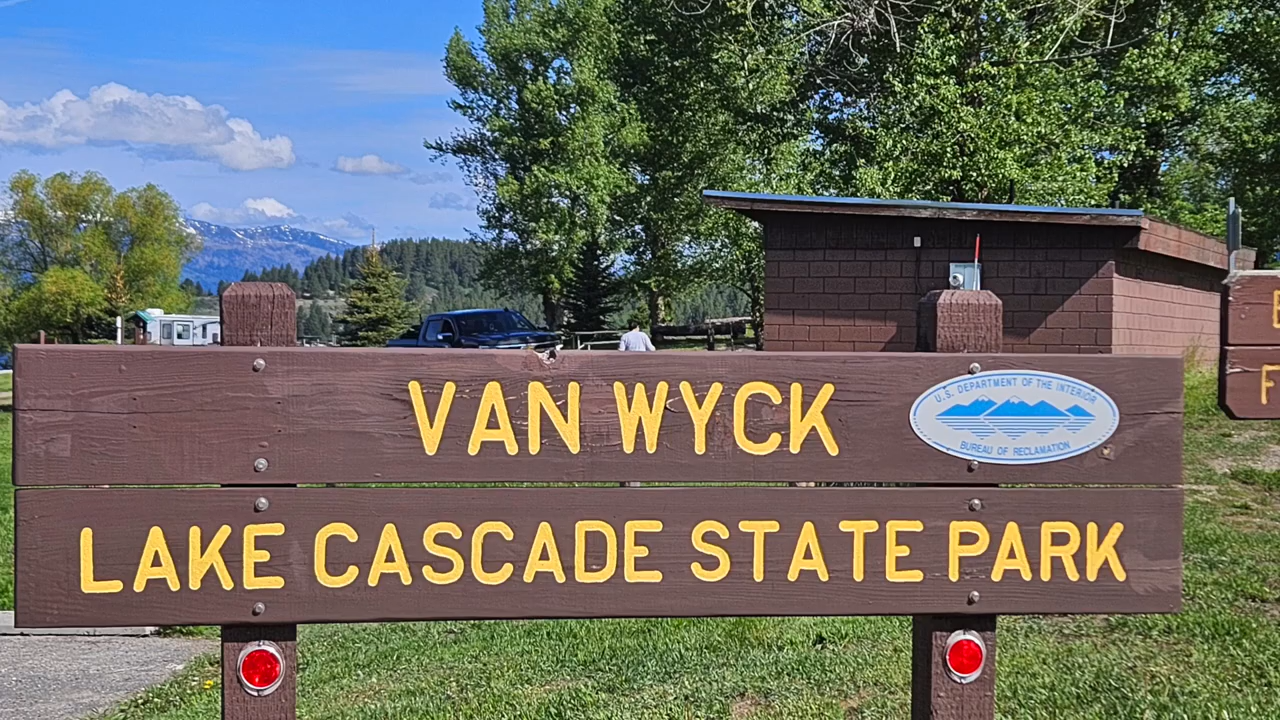 VAN WYCK
U.S. DEPARTMENT OF THE INTERIOR
BUREAU OF RECLAMATION
LAKE CASCADE STATE PARK
F